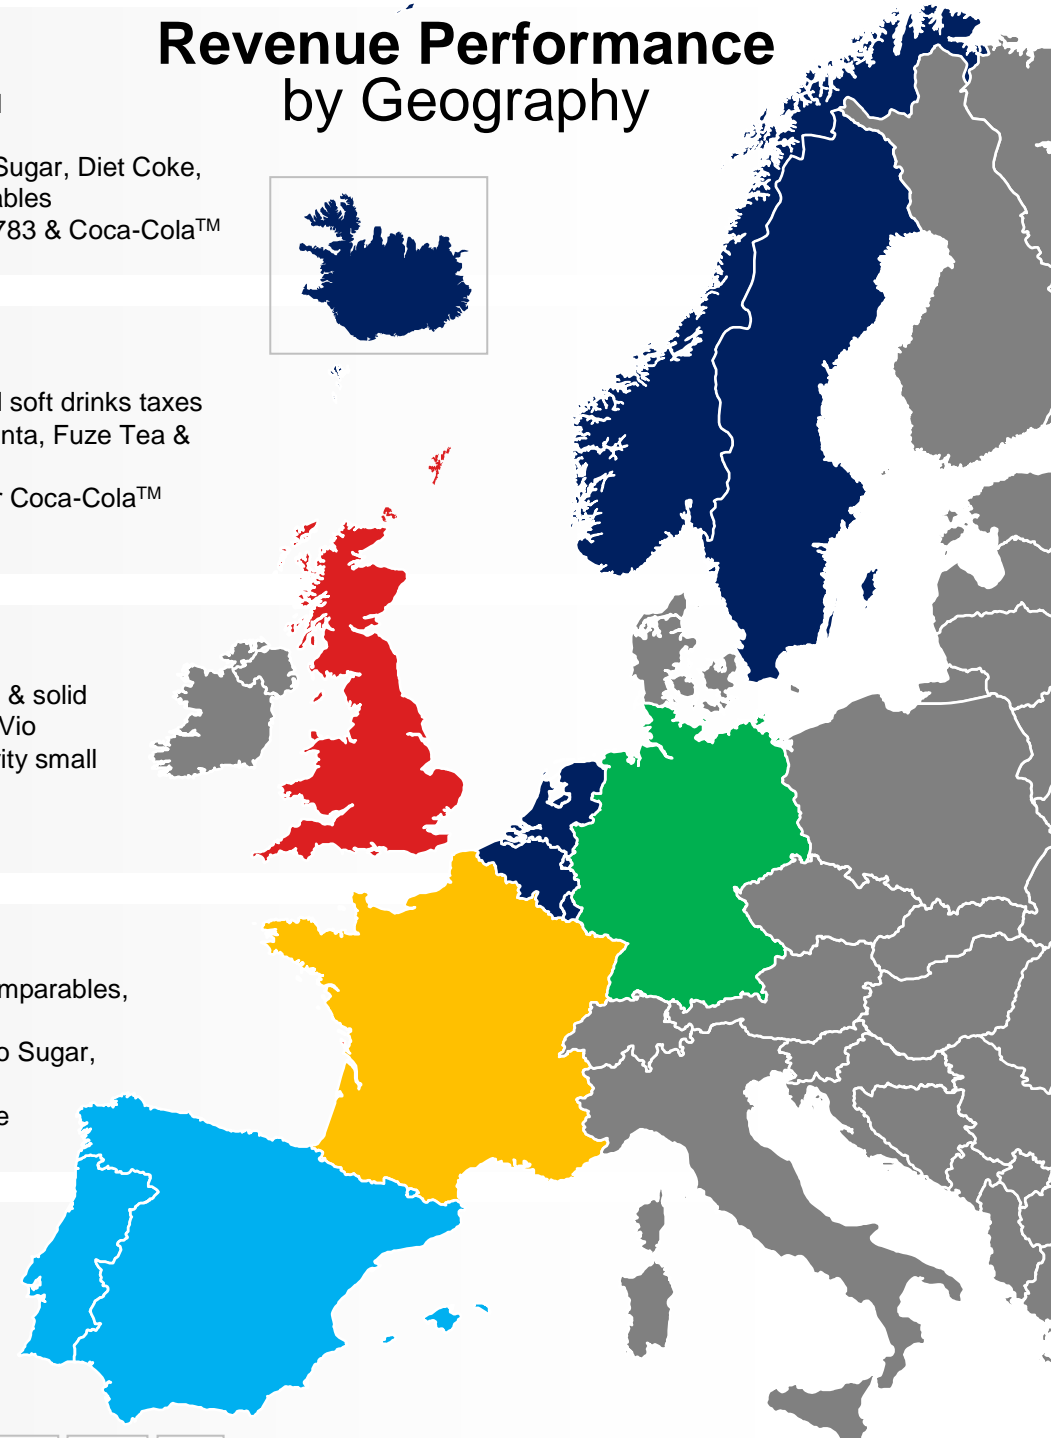 Revenue Performance
by Geography
Sugar, Diet Coke,
ables
783 & Coca-Cola™
l soft drinks taxes
nta, Fuze Tea &
r Coca-Cola™
& solid
Vio
rity small
mparables,
o Sugar,
e